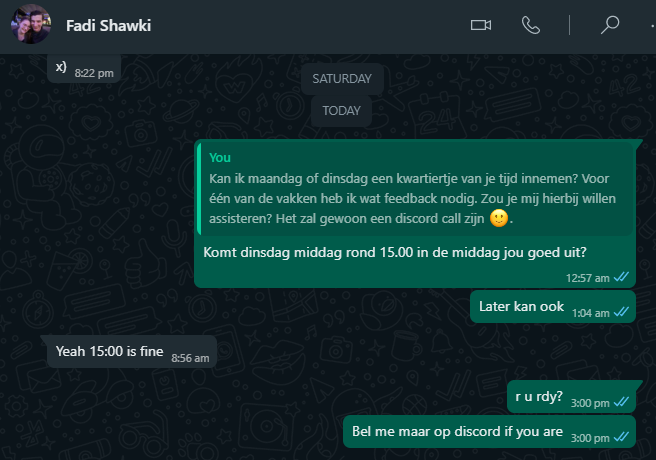 Fadi Shawki
x) 8:22 pm
SATURDAY
TODAY
You
Kan ik maandag of dinsdag een kwartiertje van je tijd innemen? Voor
één van de vakken heb ik wat feedback nodig. Zou je mij hierbij willen
assisteren? Het zal gewoon een discord call zijn 🙂.
Komt dinsdag middag rond 15.00 in de middag jou goed uit?
12:57 am
Later kan ook 1:04 am
Yeah 15:00 is fine 8:56 am
r u rdy? 3:00 pm
Bel me maar op discord if you are 3:00 pm